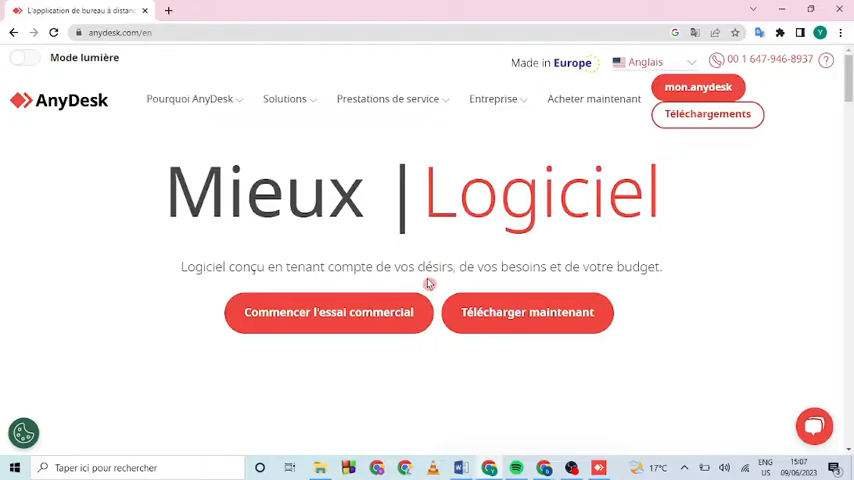 L'application de bureau à distanc
anydesk.com/en
Mode lumière
Made in Europe
Anglais
00 1 647-946-8937
AnyDesk
Pourquoi AnyDesk
Solutions
Prestations de service
Entreprise
Acheter maintenant
mon.anydesk
Téléchargements
Mieux | Logiciel
Logiciel conçu en tenant compte de vos désirs, de vos besoins et de votre budget.
Commencer l'essai commercial
Télécharger maintenant
Taper ici pour rechercher
17°C
ENG
US
15:07
09/06/2023